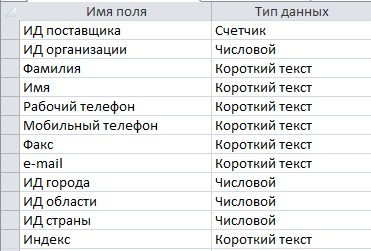 Имя поля Тип данных
ИД поставщика Счетчик
ИД организации Числовой
Фамилия Короткий текст
Имя Короткий текст
Рабочий телефон Короткий текст
Мобильный телефон Короткий текст
Факс Короткий текст
e-mail Короткий текст
ИД города Числовой
ИД области Числовой
ИД страны Числовой
Индекс Короткий текст